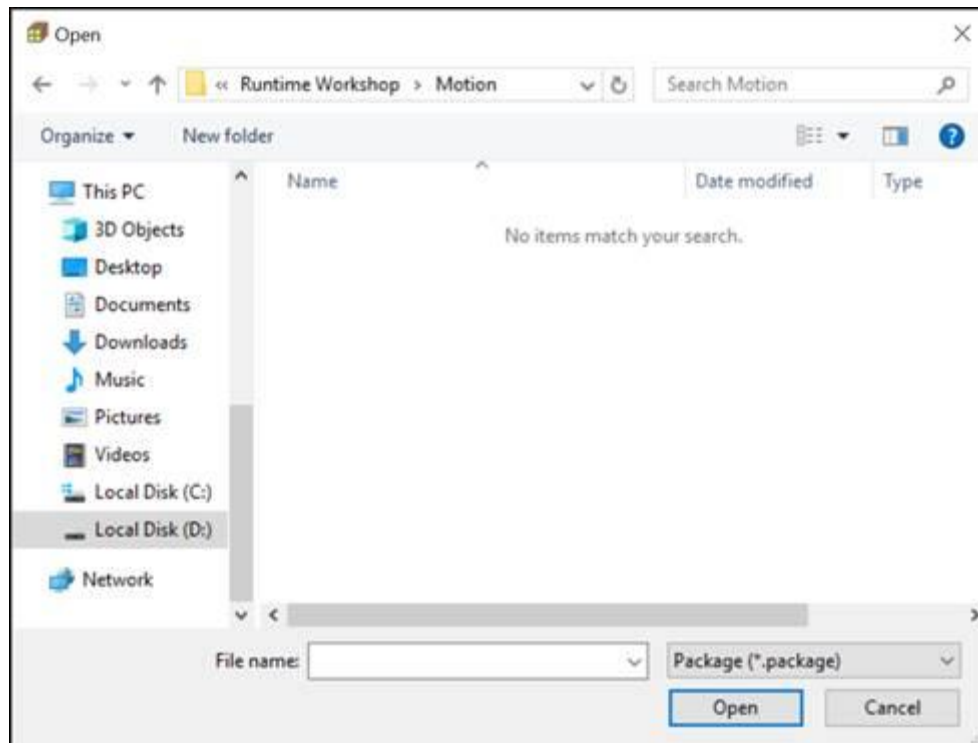 Open
« Runtime Workshop > Motion
Search Motion
Organize
New folder
?
Name
Date modified
Type
No items match your search.
This PC
3D Objects
Desktop
Documents
Downloads
Music
Pictures
Videos
Local Disk (C:)
Local Disk (D:)
Network
File name:
Package (*.package)
Open
Cancel